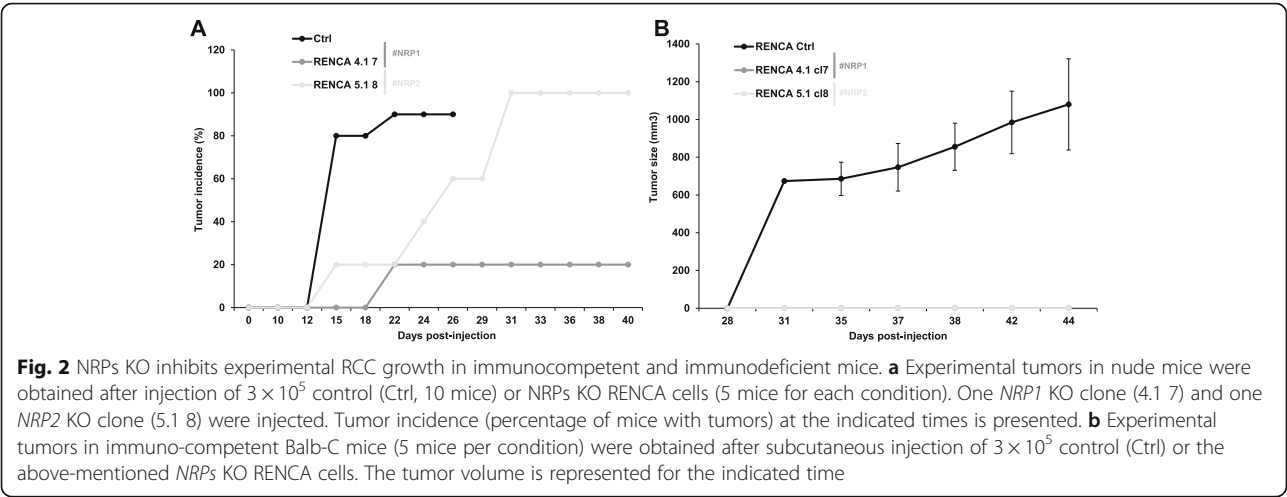 A
Ctrl
RENCA 4.1 7
#NRP1
RENCA 5.1 8
#NRP2
120
100
80
60
40
20
0
Tumor incidence (%)
0 10 12 15 18 22 24 26 29 31 33 36 38 40
Days post-injection
B
RENCA Ctrl
RENCA 4.1 cl7
#NRP1
RENCA 5.1 cl8
#NRP2
1400
1200
1000
800
600
400
200
0
Tumor size (mm3)
28 31 35 37 38 42 44
Days post-injection
Fig. 2 NRPs KO inhibits experimental RCC growth in immunocompetent and immunodeficient mice. a Experimental tumors in nude mice were
obtained after injection of 3 × 10⁵ control (Ctrl, 10 mice) or NRPs KO RENCA cells (5 mice for each condition). One NRP1 KO clone (4.1 7) and one
NRP2 KO clone (5.1 8) were injected. Tumor incidence (percentage of mice with tumors) at the indicated times is presented. b Experimental
tumors in immuno-competent Balb-C mice (5 mice per condition) were obtained after subcutaneous injection of 3 × 10⁵ control (Ctrl) or the
above-mentioned NRPs KO RENCA cells. The tumor volume is represented for the indicated time